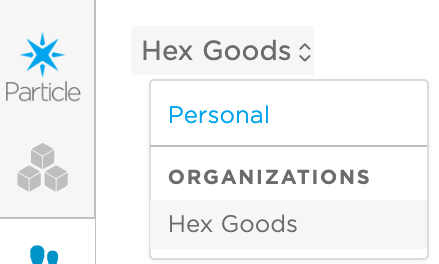 Hex Goods
Particle
Personal
ORGANIZATIONS
Hex Goods